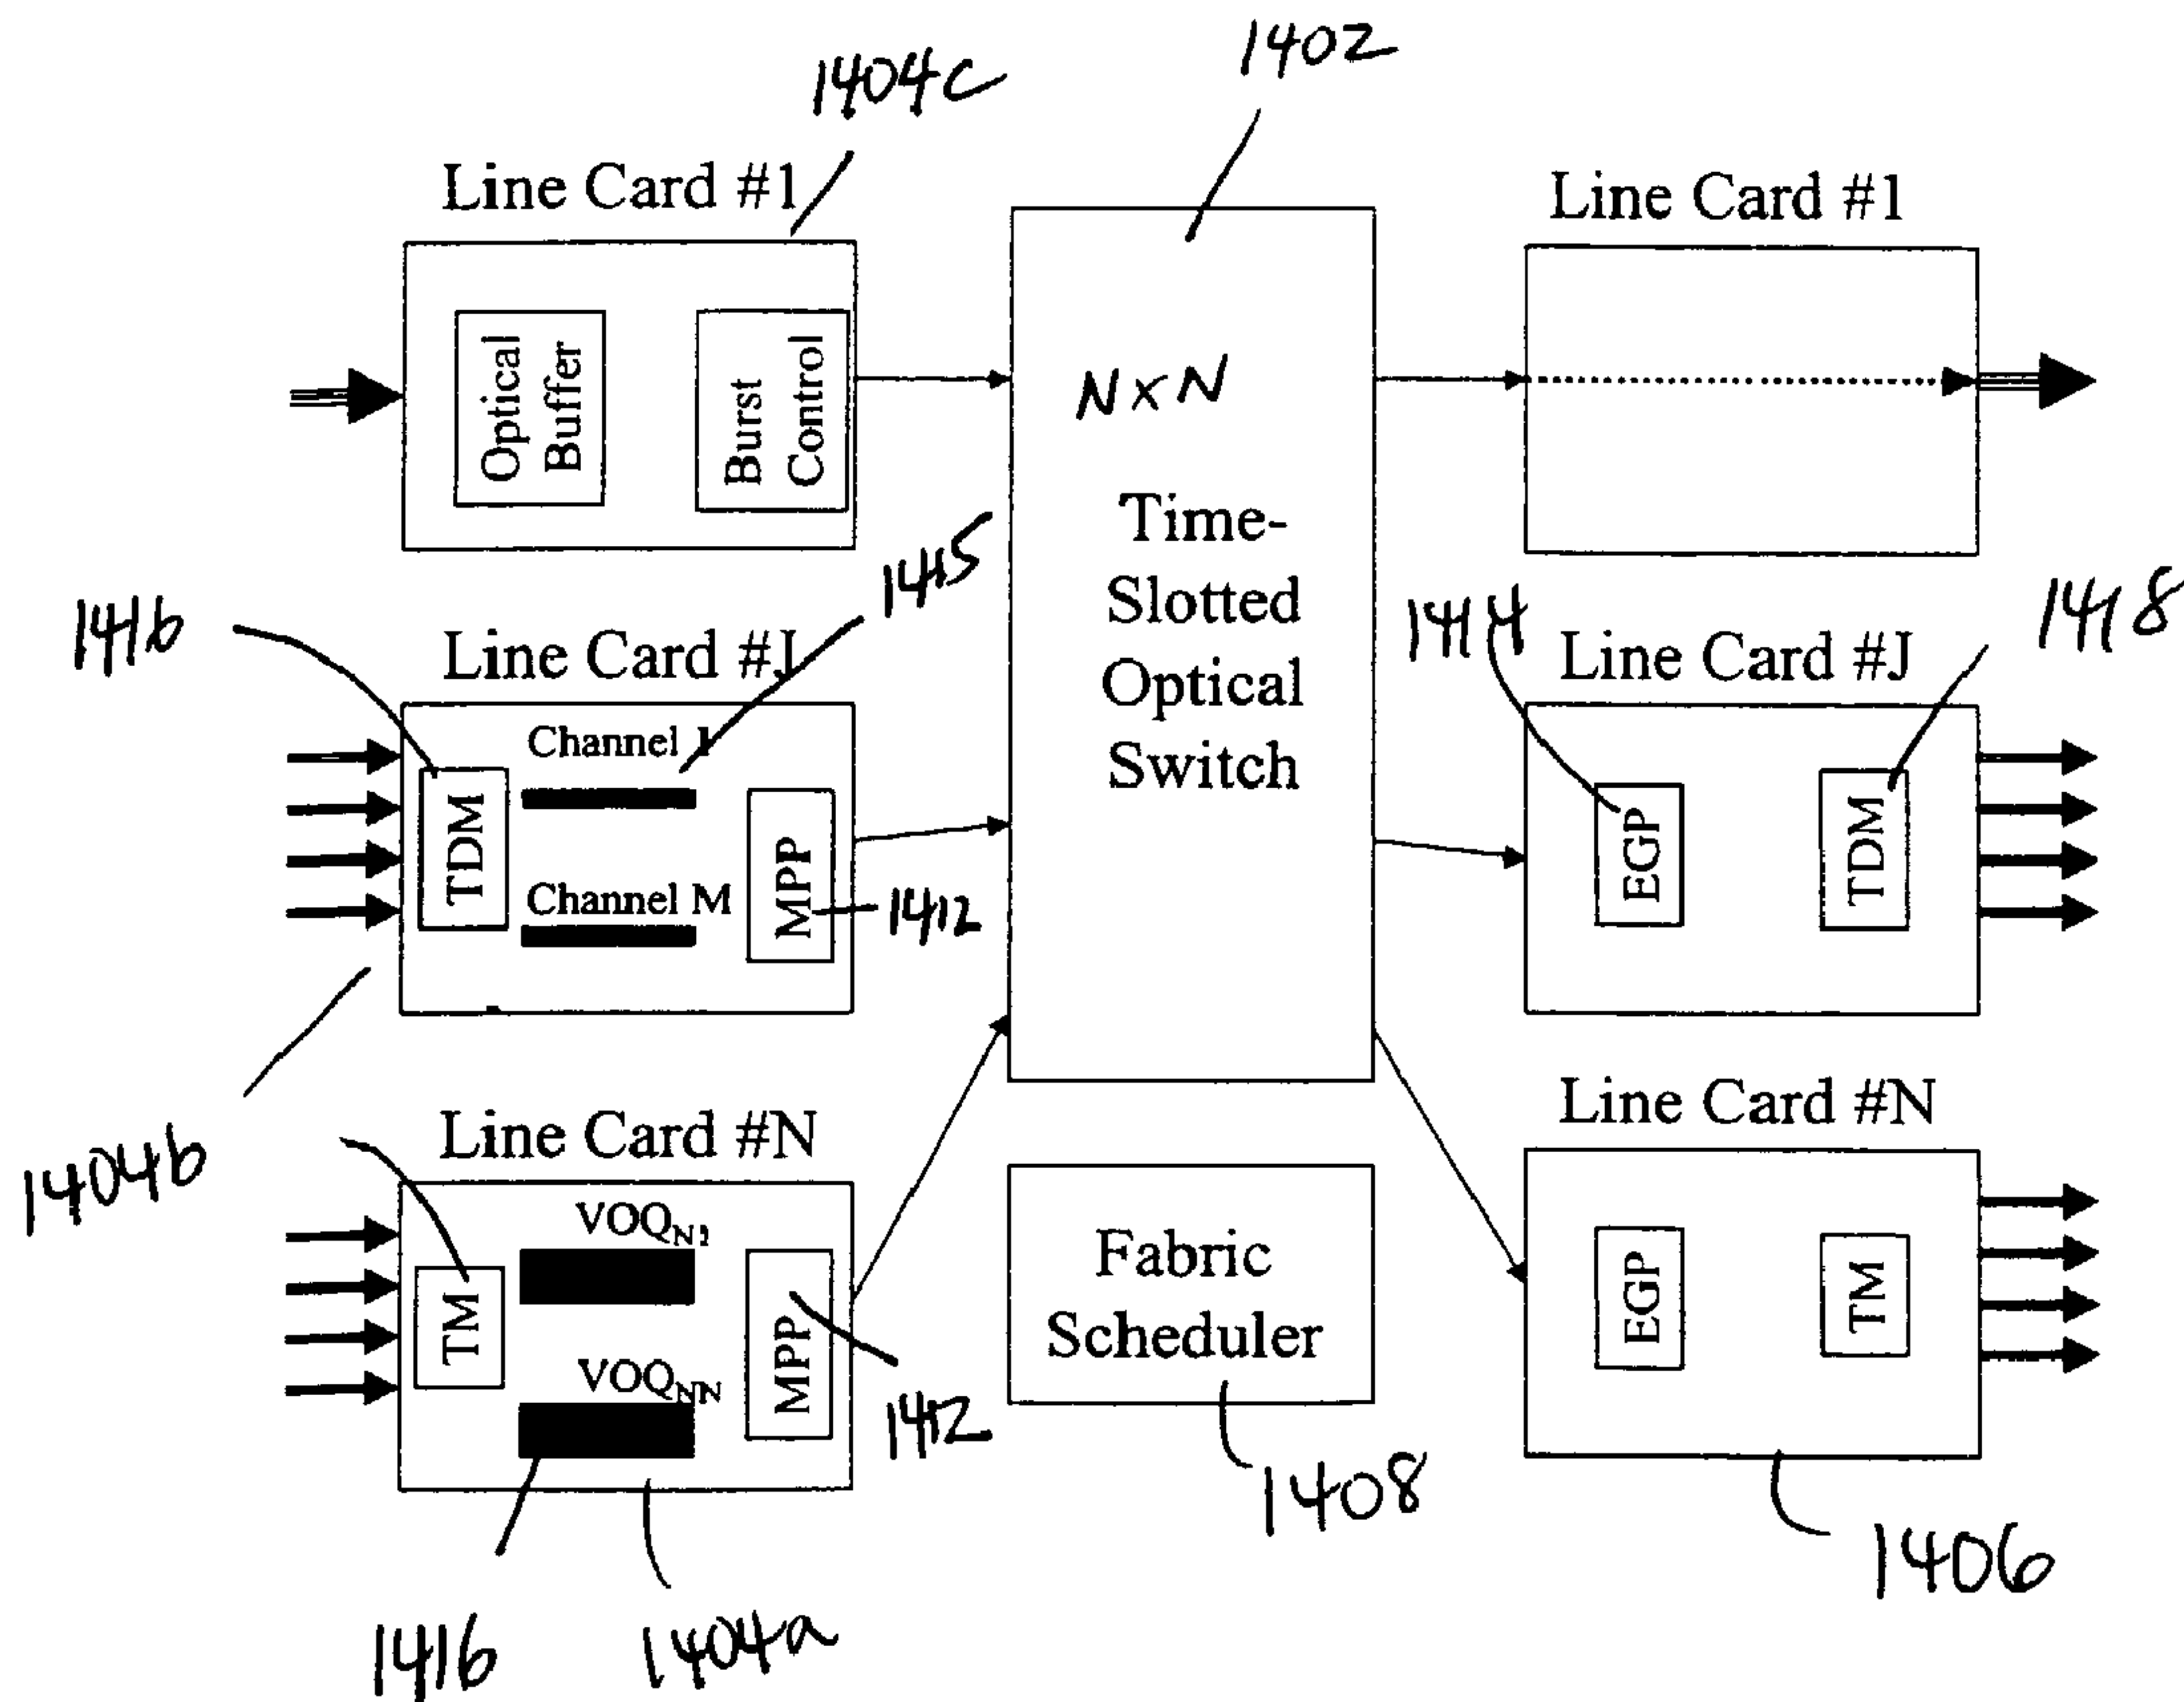 1402
1404c
Line Card #1
Optical
Buffer
Burst
Control
N x N
Time-
Slotted
Optical
Switch
Line Card #1
1416
Line Card #J
1415
TDM
Channel 1
Channel M
MPP
1412
1414
Line Card #J
1418
EGP
TDM
1404b
Line Card #N
TM
VOQNJ
VOQNN
MPP
1412
1416
1404a
Fabric
Scheduler
1408
Line Card #N
EGP
TM
1406